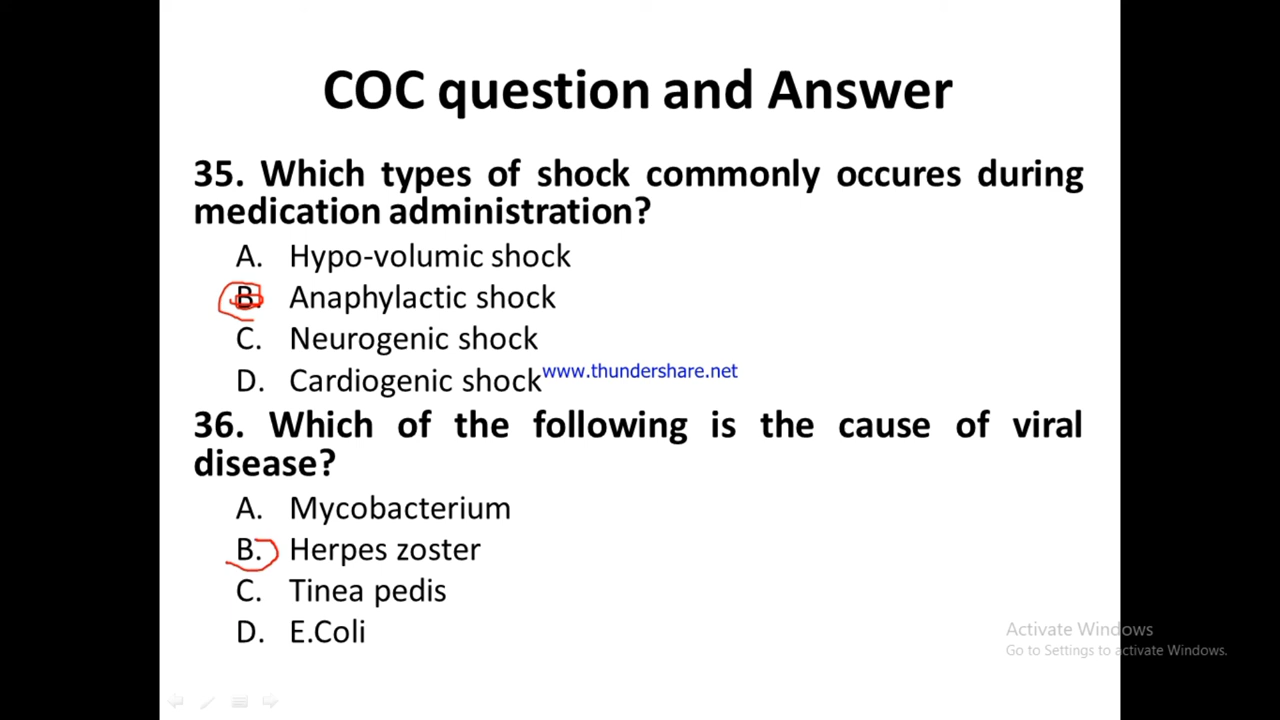 COC question and Answer
35. Which types of shock commonly occures during
medication administration?
A. Hypo-volumic shock
B. Anaphylactic shock
C. Neurogenic shock
D. Cardiogenic shock
www.thundershare.net
36. Which of the following is the cause of viral
disease?
A. Mycobacterium
B. Herpes zoster
C. Tinea pedis
D. E.Coli
Activate Windows
Go to Settings to activate Windows.